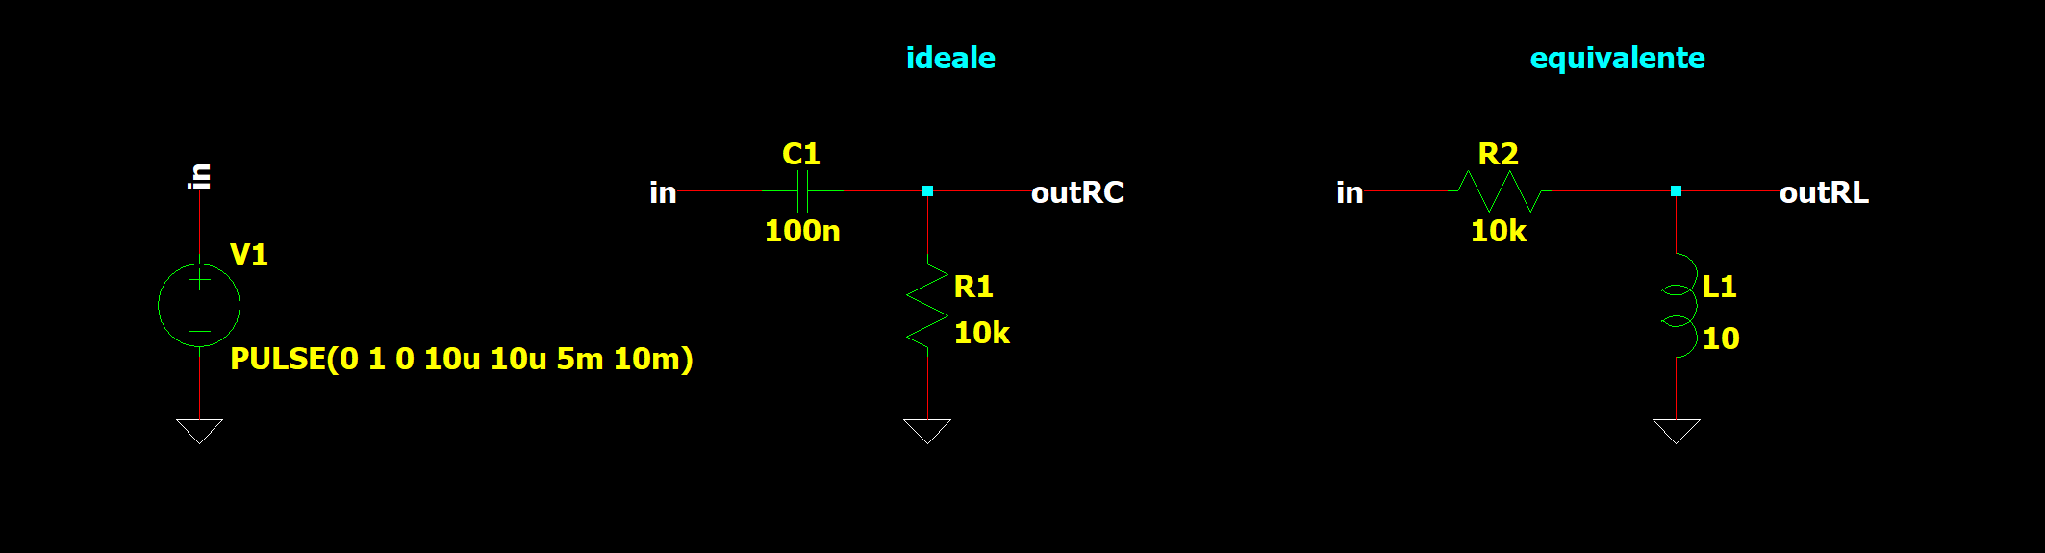 ideale
equivalente
in
V1
PULSE(0 1 0 10u 10u 5m 10m)
in
C1
100n
outRC
R1
10k
in
R2
10k
outRL
L1
10